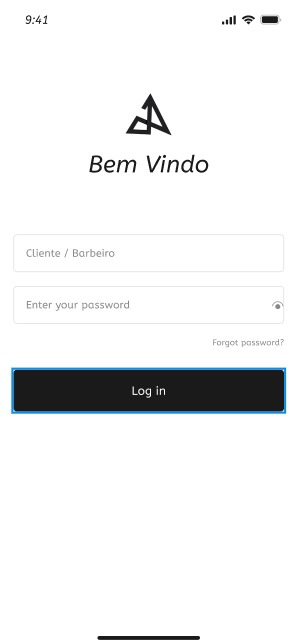 9:41
Bem Vindo
Cliente / Barbeiro
Enter your password
Forgot password?
Log in